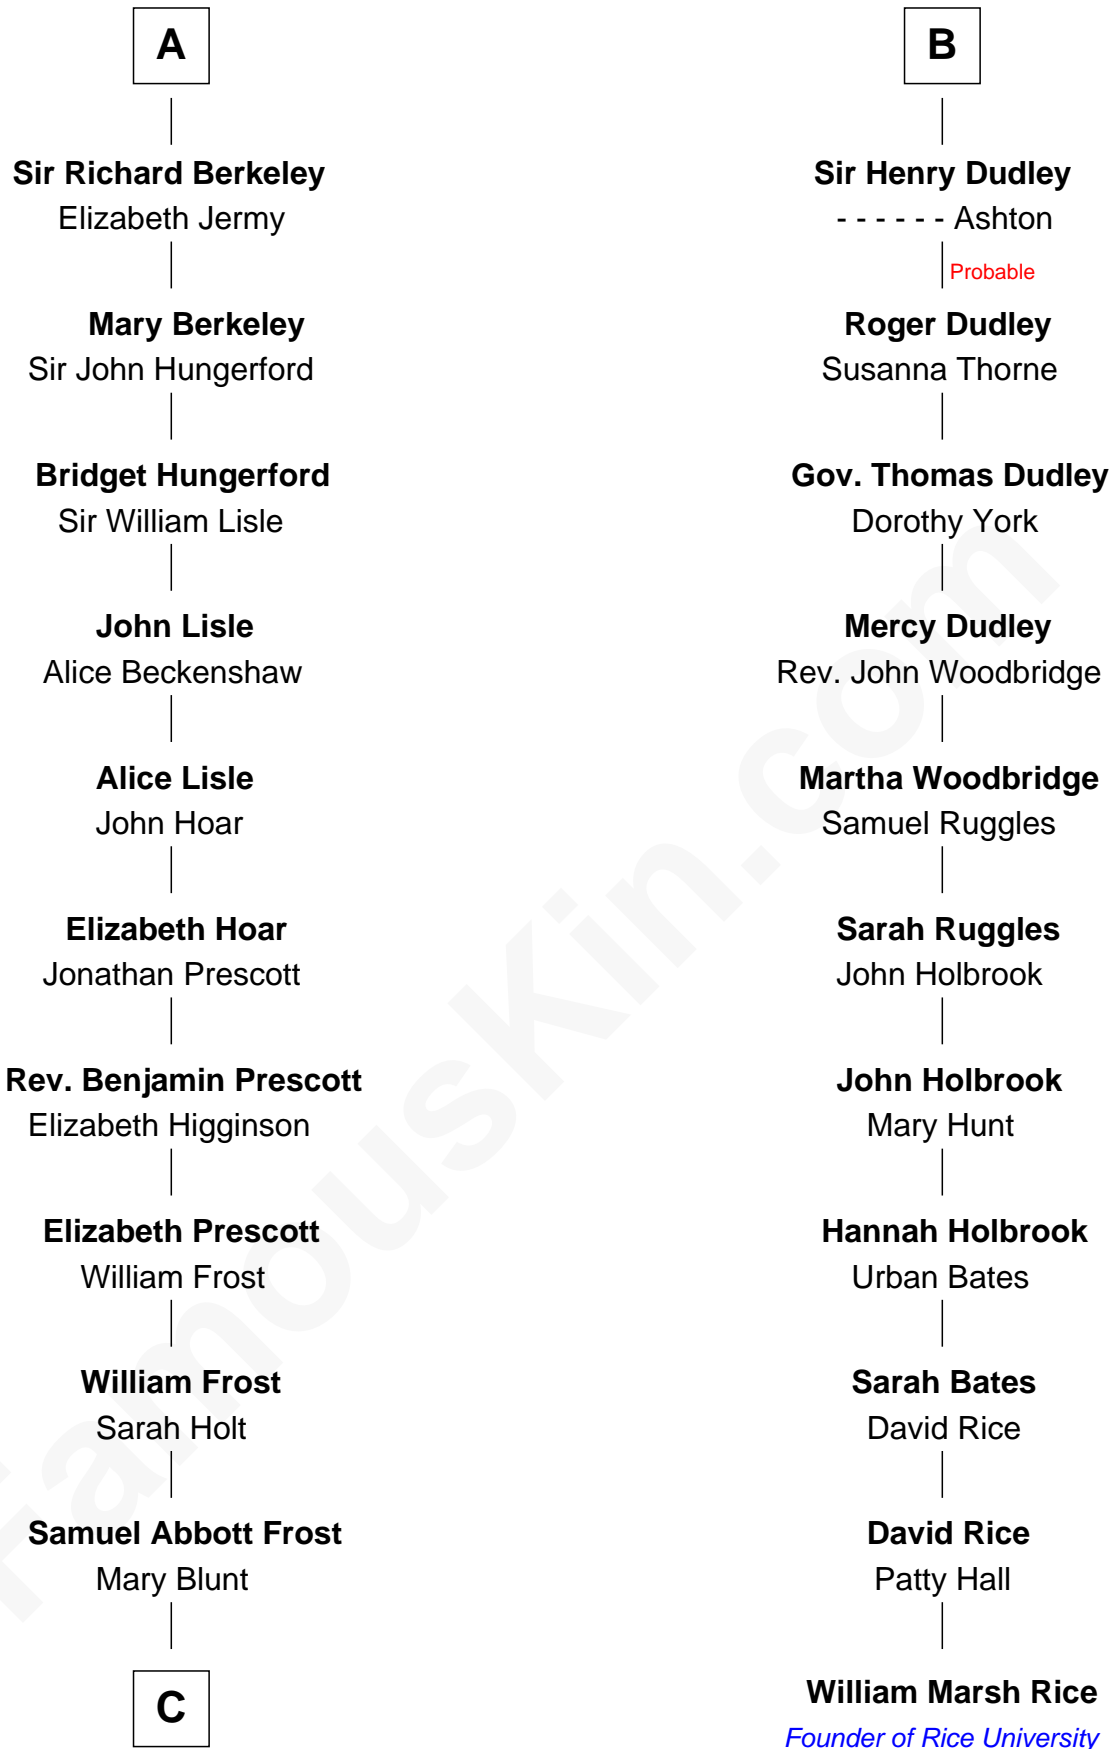 A
Sir Richard Berkeley
Elizabeth Jermy
Mary Berkeley
Sir John Hungerford
Bridget Hungerford
Sir William Lisle
John Lisle
Alice Beckenshaw
Alice Lisle
John Hoar
Elizabeth Hoar
Jonathan Prescott
Rev. Benjamin Prescott
Elizabeth Higginson
Elizabeth Prescott
William Frost
William Frost
Sarah Holt
Samuel Abbott Frost
Mary Blunt
C
B
Sir Henry Dudley
- - - - - - Ashton
Probable
Roger Dudley
Susanna Thorne
Gov. Thomas Dudley
Dorothy York
Mercy Dudley
Rev. John Woodbridge
Martha Woodbridge
Samuel Ruggles
Sarah Ruggles
John Holbrook
John Holbrook
Mary Hunt
Hannah Holbrook
Urban Bates
Sarah Bates
David Rice
David Rice
Patty Hall
William Marsh Rice
Founder of Rice University
FamousKin.com